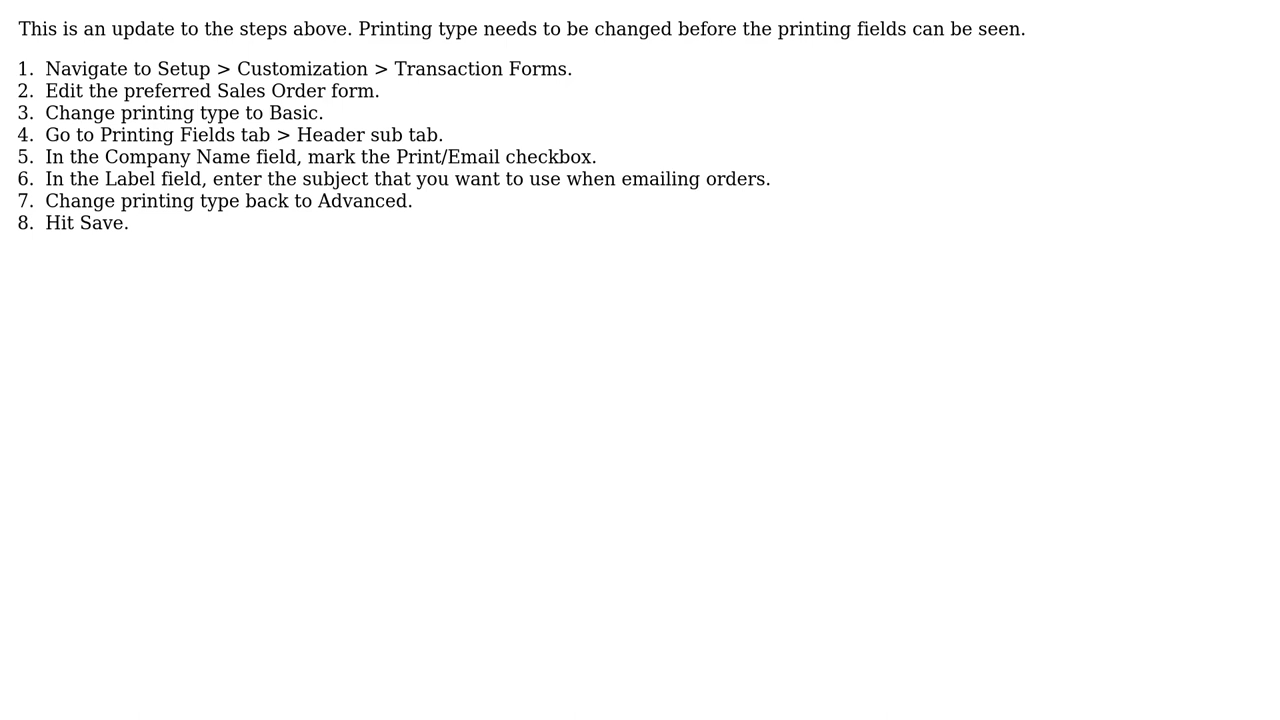 This is an update to the steps above. Printing type needs to be changed before the printing fields can be seen.
1. Navigate to Setup > Customization > Transaction Forms.
2. Edit the preferred Sales Order form.
3. Change printing type to Basic.
4. Go to Printing Fields tab > Header sub tab.
5. In the Company Name field, mark the Print/Email checkbox.
6. In the Label field, enter the subject that you want to use when emailing orders.
7. Change printing type back to Advanced.
8. Hit Save.